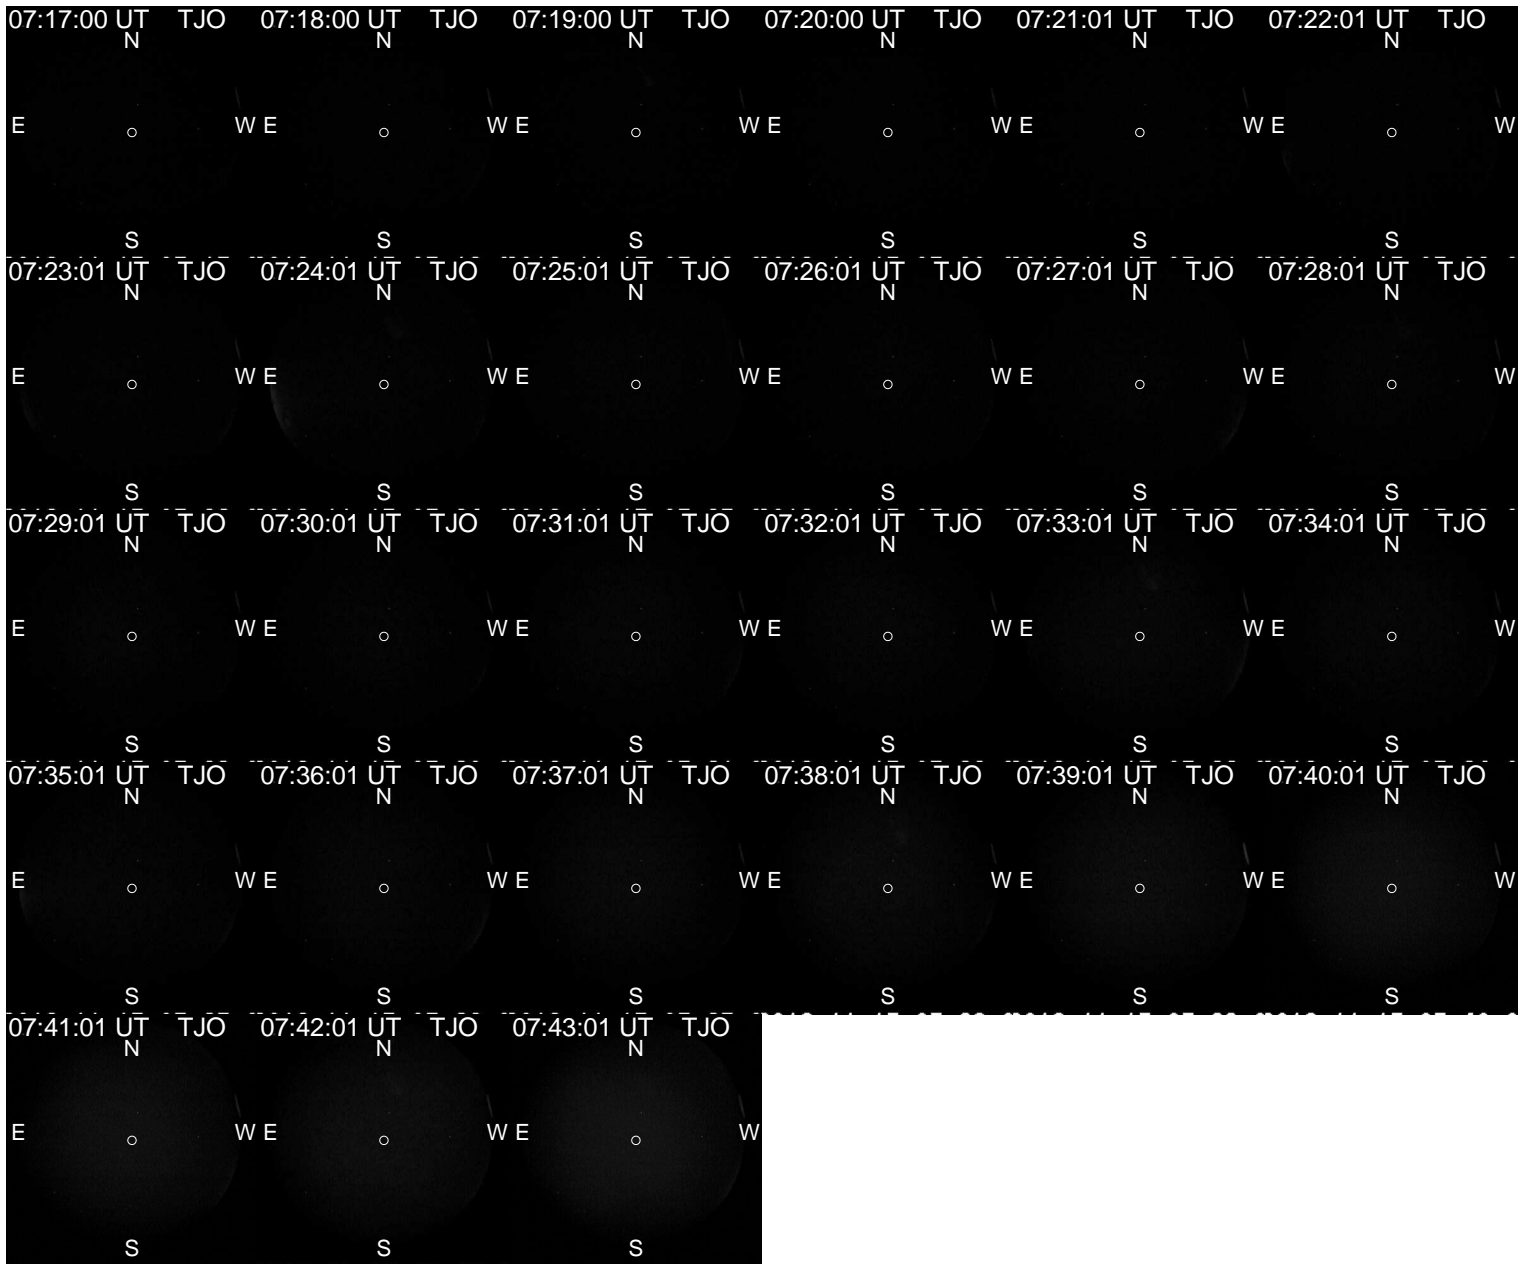 07:17:00 UT TJO 07:18:00 UT TJO 07:19:00 UT TJO 07:20:00 UT TJO 07:21:01 UT TJO 07:22:01 UT TJO
N N N N N N
E W E W E W E W E W E W
S S S S S S
07:23:01 UT TJO 07:24:01 UT TJO 07:25:01 UT TJO 07:26:01 UT TJO 07:27:01 UT TJO 07:28:01 UT TJO
N N N N N N
E W E W E W E W E W E W
S S S S S S
07:29:01 UT TJO 07:30:01 UT TJO 07:31:01 UT TJO 07:32:01 UT TJO 07:33:01 UT TJO 07:34:01 UT TJO
N N N N N N
E W E W E W E W E W E W
S S S S S S
07:35:01 UT TJO 07:36:01 UT TJO 07:37:01 UT TJO 07:38:01 UT TJO 07:39:01 UT TJO 07:40:01 UT TJO
N N N N N N
E W E W E W E W E W E W
S S S S S S
07:41:01 UT TJO 07:42:01 UT TJO 07:43:01 UT TJO
N N N
E W E W E W
S S S